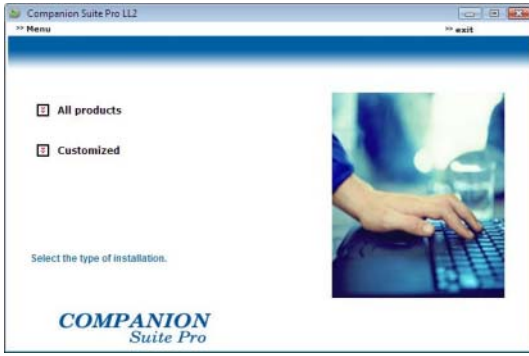 Companion Suite Pro LL2
>> Menu
>> exit
All products
Customized
Select the type of installation.
COMPANION
Suite Pro